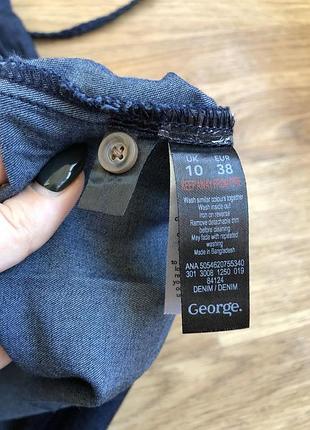 UK EUR
10 38
KEEP AWAY FROM FIRE
Wash similar colours together
Wash inside out
iron on reverse
Remove detachable trim
before cleaning
May fade with repeated
washing
Made in Bangladesh
ANA 5054620755340
301 3008 1250 019
84124
DENIM / DENIM
George.